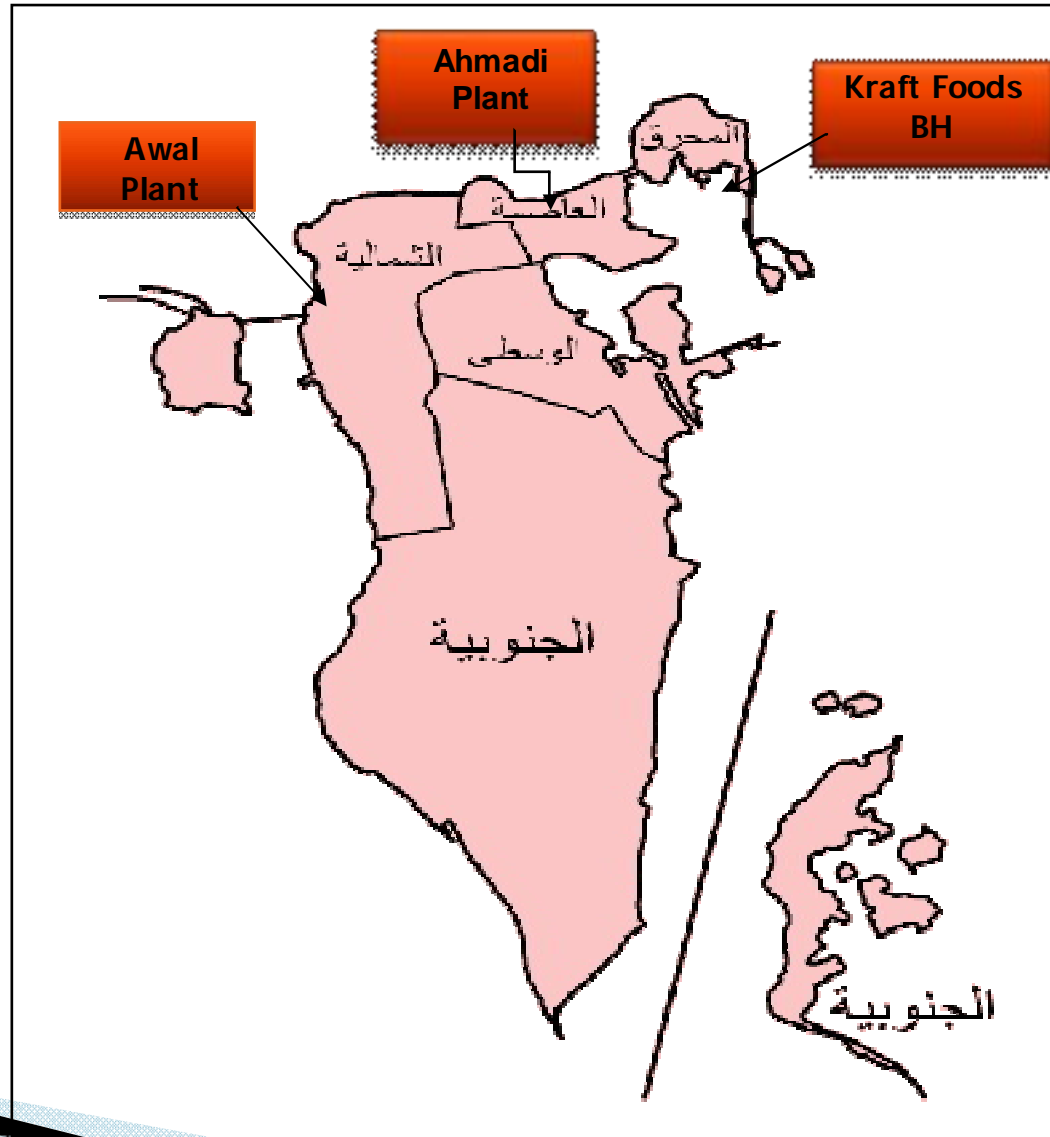 Ahmadi
Plant
Kraft Foods
BH
Awal
Plant
المحرق
العاصمة
الشمالية
الوسطى
الجنوبية
الجنوبية